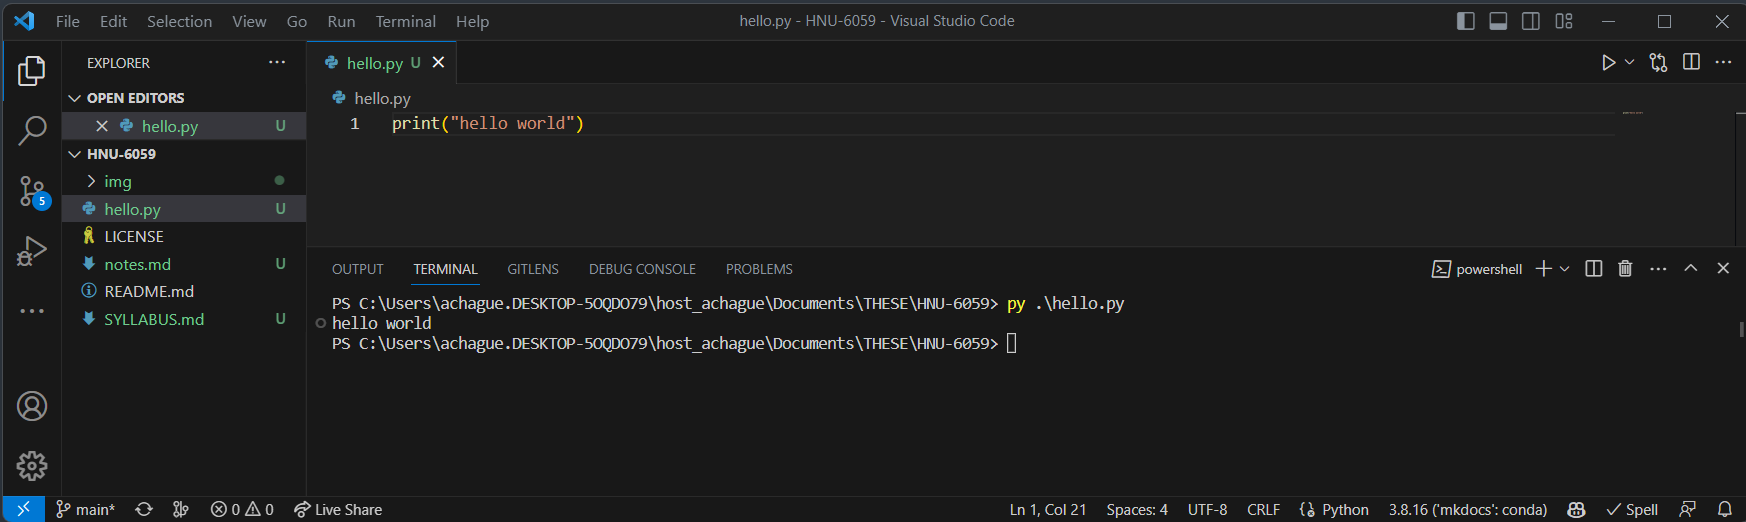 File Edit Selection View Go Run Terminal Help
hello.py - HNU-6059 - Visual Studio Code
EXPLORER
OPEN EDITORS
hello.py U
HNU-6059
img
hello.py U
LICENSE
notes.md U
README.md
SYLLABUS.md U
5
hello.py U
hello.py
1 print("hello world")
OUTPUT TERMINAL GITLENS DEBUG CONSOLE PROBLEMS
powershell
PS C:\Users\achague.DESKTOP-5OQDO79\host_achague\Documents\THESE\HNU-6059> py .\hello.py
hello world
PS C:\Users\achague.DESKTOP-5OQDO79\host_achague\Documents\THESE\HNU-6059>
main* 0 0 Live Share
Ln 1, Col 21 Spaces: 4 UTF-8 CRLF Python 3.8.16 ('mkdocs': conda) Spell